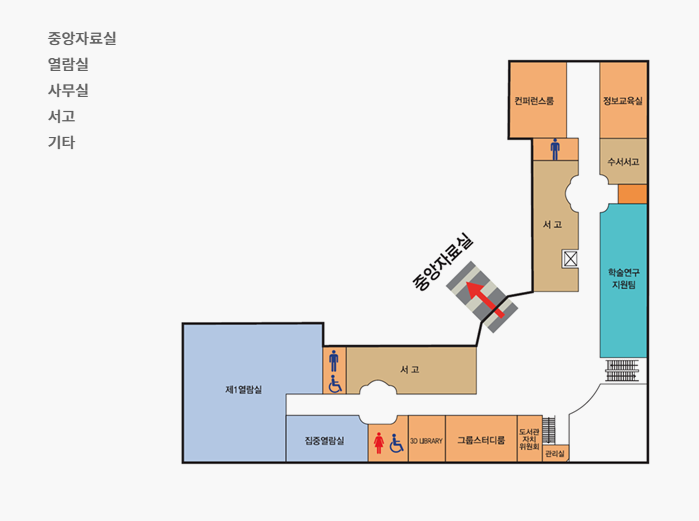 중앙자료실
열람실
사무실
서고
기타
컨퍼런스룸
정보교육실
수서서고
서 고
중앙자료실
학술연구
지원팀
서 고
제1열람실
집중열람실
3D LIBRARY
그룹스터디룸
도서관
자치
위원회
관리실